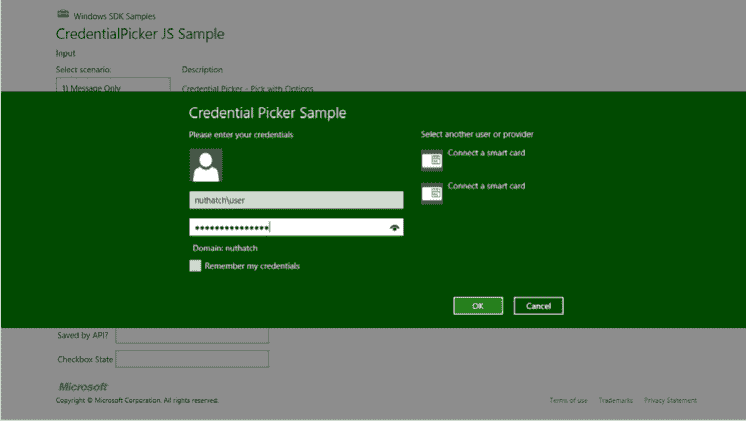 Windows SDK Samples
CredentialPicker JS Sample
Input
Select scenario:
Description
1) Message Only
Credential Picker - Pick with Options
Credential Picker Sample
Please enter your credentials
Select another user or provider
Connect a smart card
Connect a smart card
nuthatch\user
•••••••••••••••
Domain: nuthatch
Remember my credentials
OK
Cancel
Saved by API?
Checkbox State
Microsoft
Copyright © Microsoft Corporation. All rights reserved.
Terms of use
Trademarks
Privacy Statement